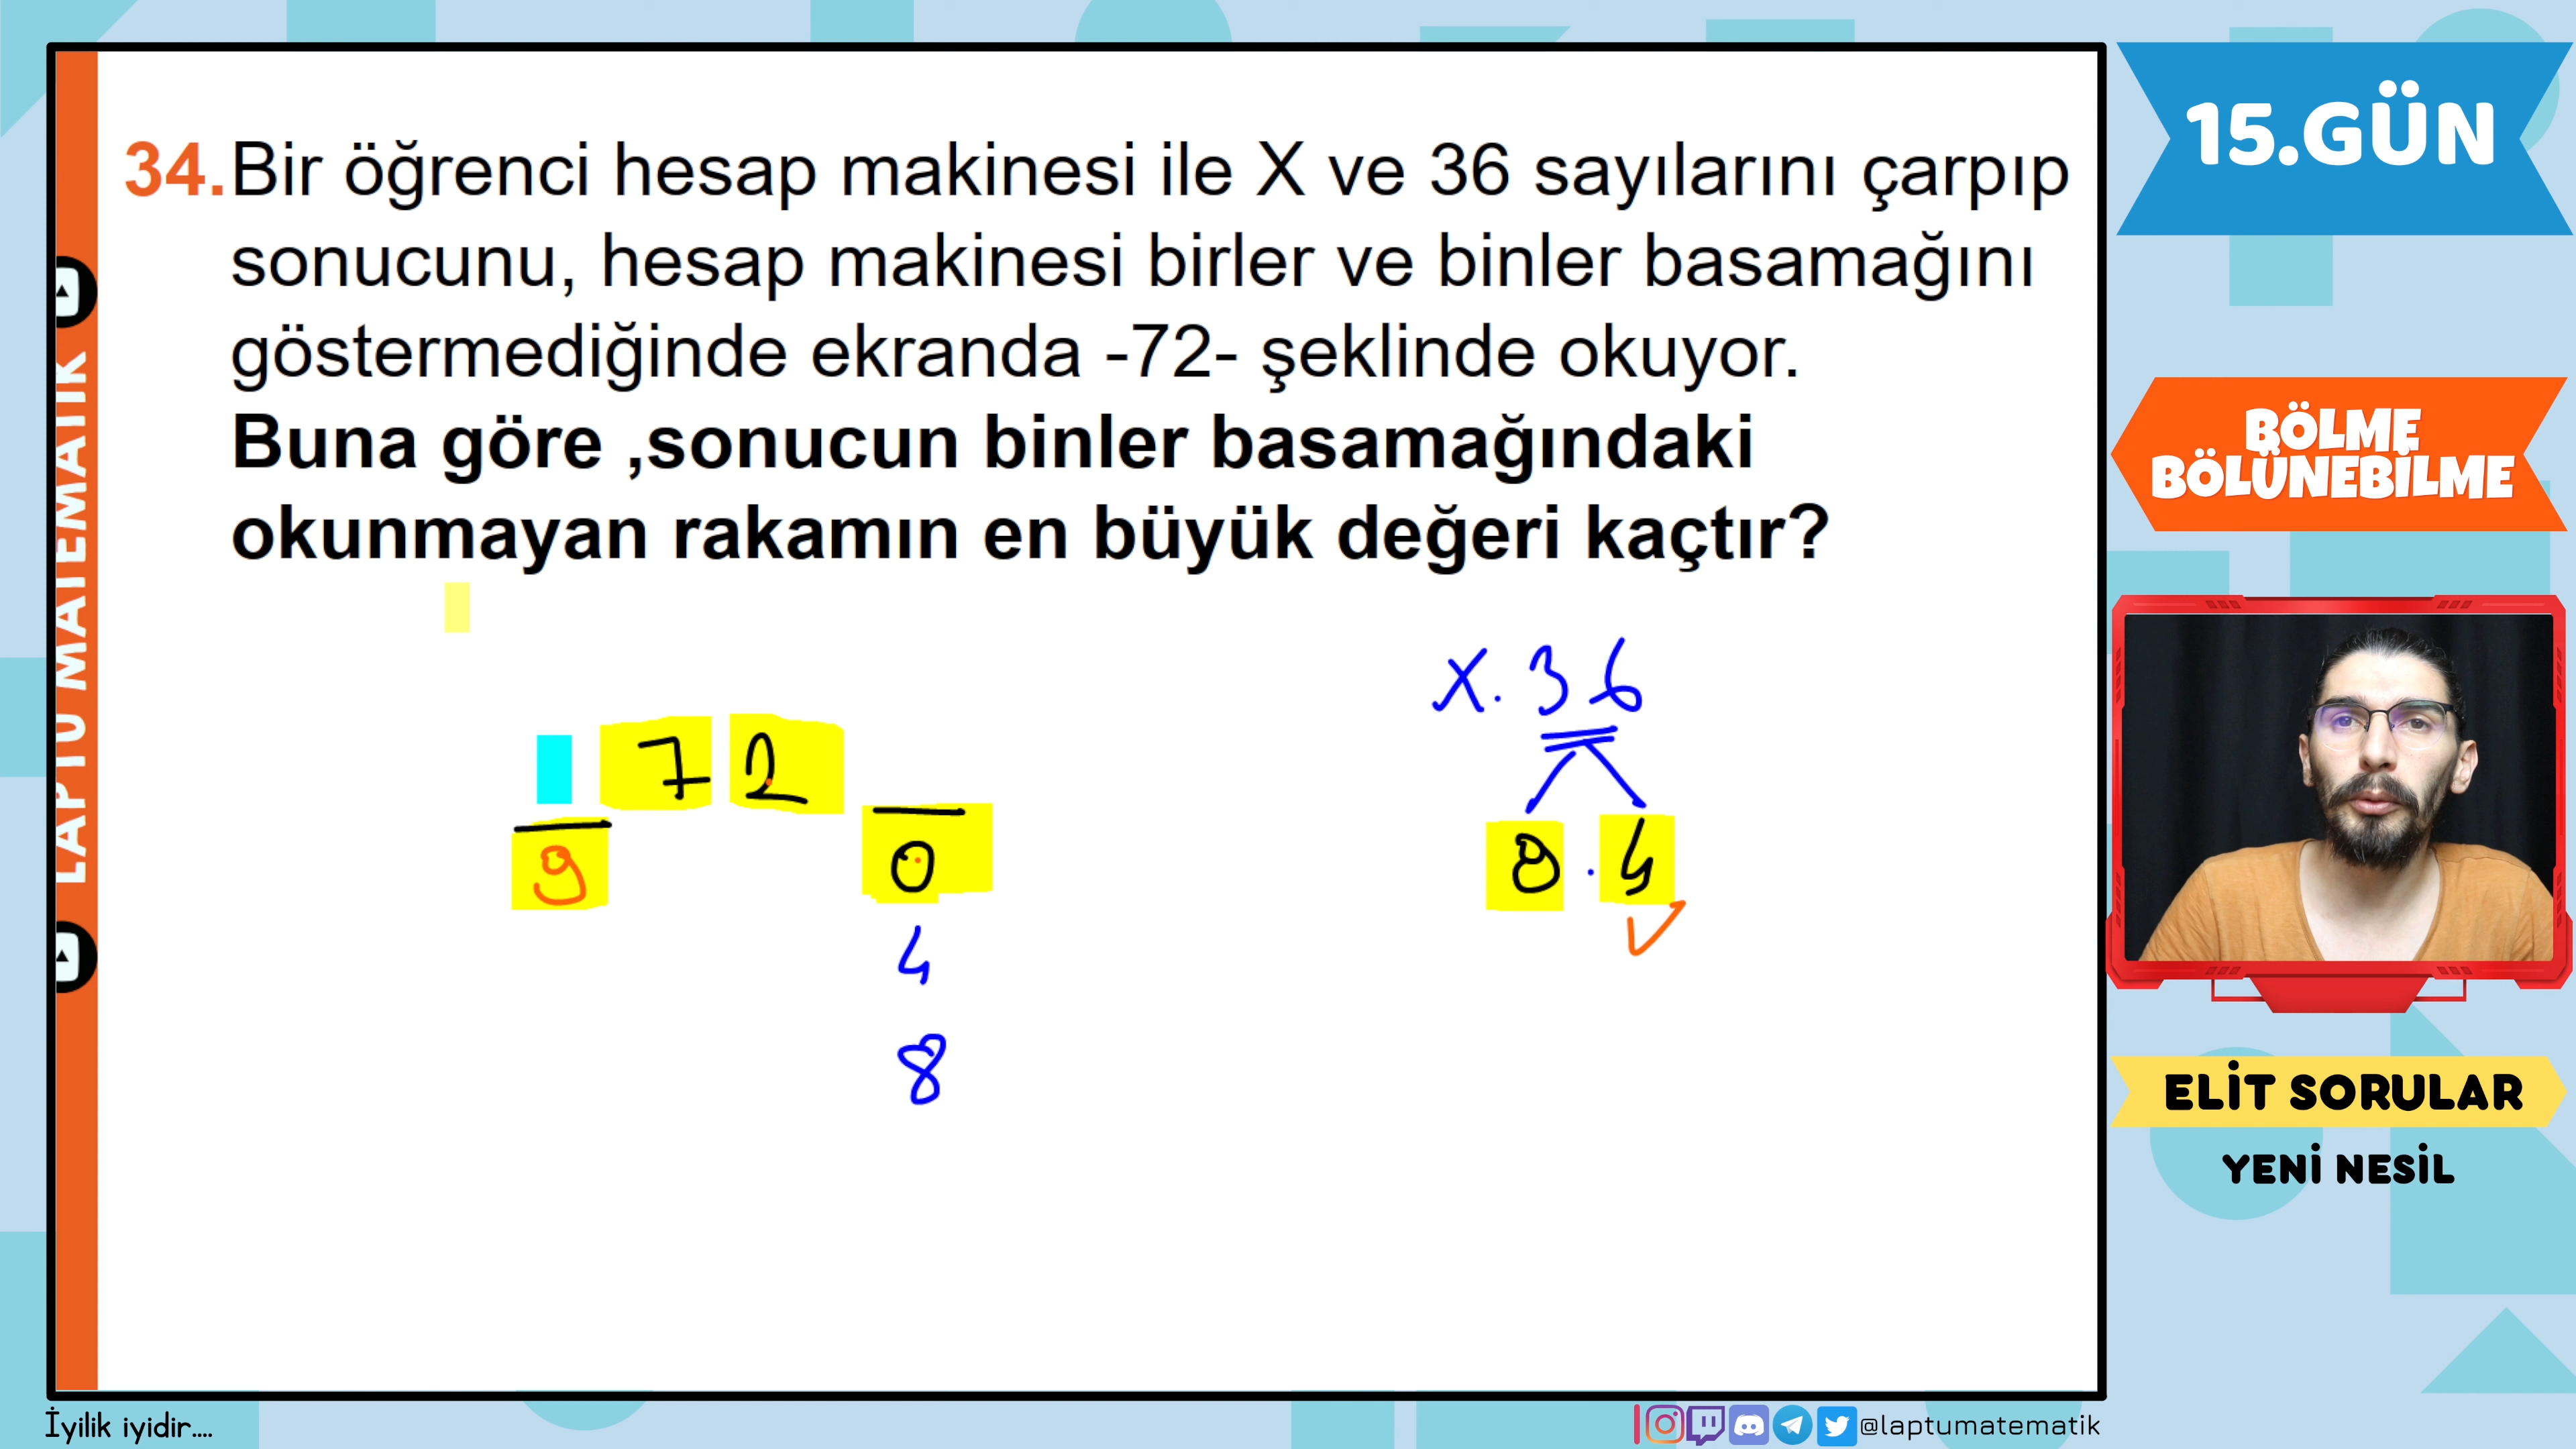 15.GÜN
34.Bir öğrenci hesap makinesi ile X ve 36 sayılarını çarpıp
sonucunu, hesap makinesi birler ve binler basamağını
göstermediğinde ekranda -72- şeklinde okuyor.
Buna göre ,sonucun binler basamağındaki
okunmayan rakamın en büyük değeri kaçtır?
LAPTU MATEMATİK
BÖLME
BÖLÜNEBİLME
X.36
72
9
0
9.4
4
8
ELİT SORULAR
YENİ NESİL
İyilik iyidir....
@laptumatematik